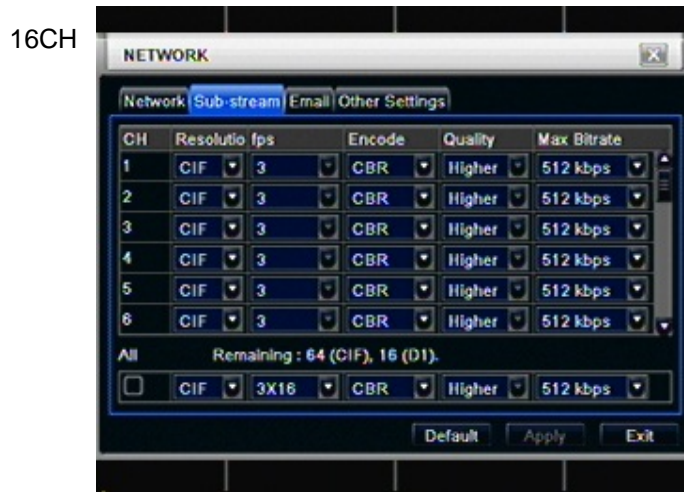 16CH
NETWORK
Network Sub-stream Email Other Settings
CH Resolutio fps Encode Quality Max Bitrate
1 CIF 3 CBR Higher 512 kbps
2 CIF 3 CBR Higher 512 kbps
3 CIF 3 CBR Higher 512 kbps
4 CIF 3 CBR Higher 512 kbps
5 CIF 3 CBR Higher 512 kbps
6 CIF 3 CBR Higher 512 kbps
All Remaining : 64 (CIF), 16 (D1).
CIF 3X16 CBR Higher 512 kbps
Default Apply Exit